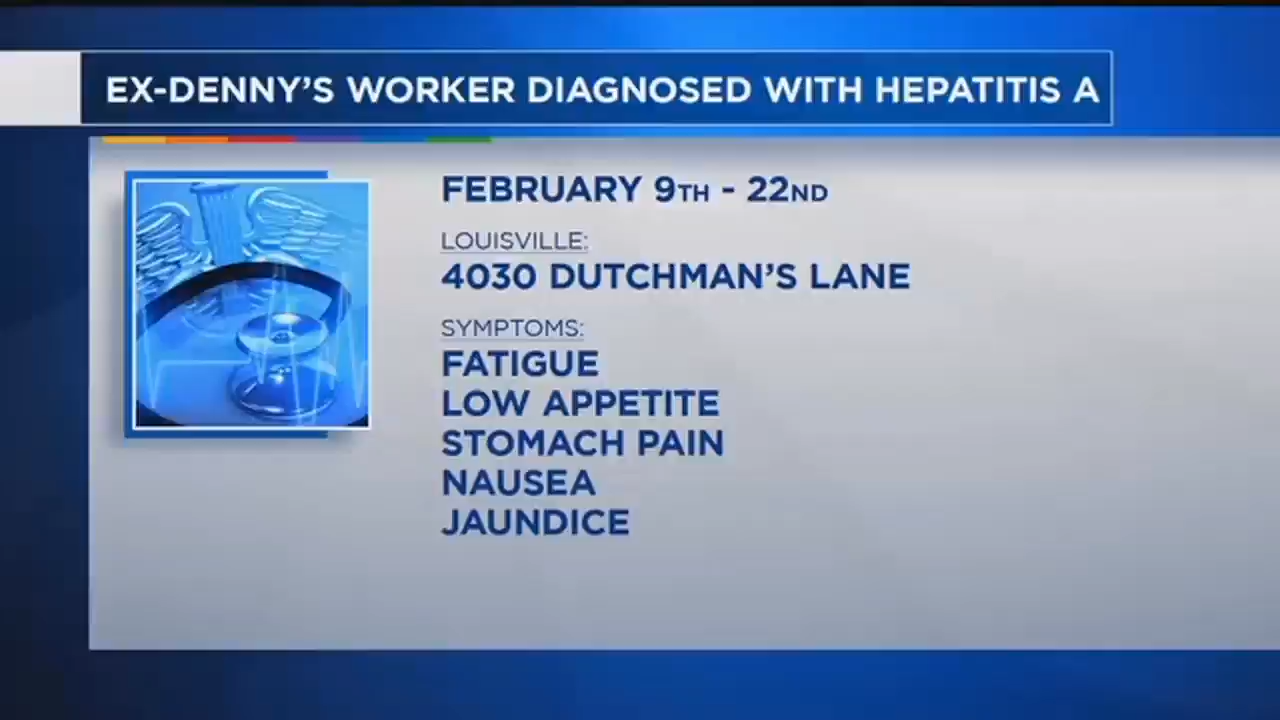 EX-DENNY'S WORKER DIAGNOSED WITH HEPATITIS A
FEBRUARY 9TH - 22ND
LOUISVILLE:
4030 DUTCHMAN'S LANE
SYMPTOMS:
FATIGUE
LOW APPETITE
STOMACH PAIN
NAUSEA
JAUNDICE